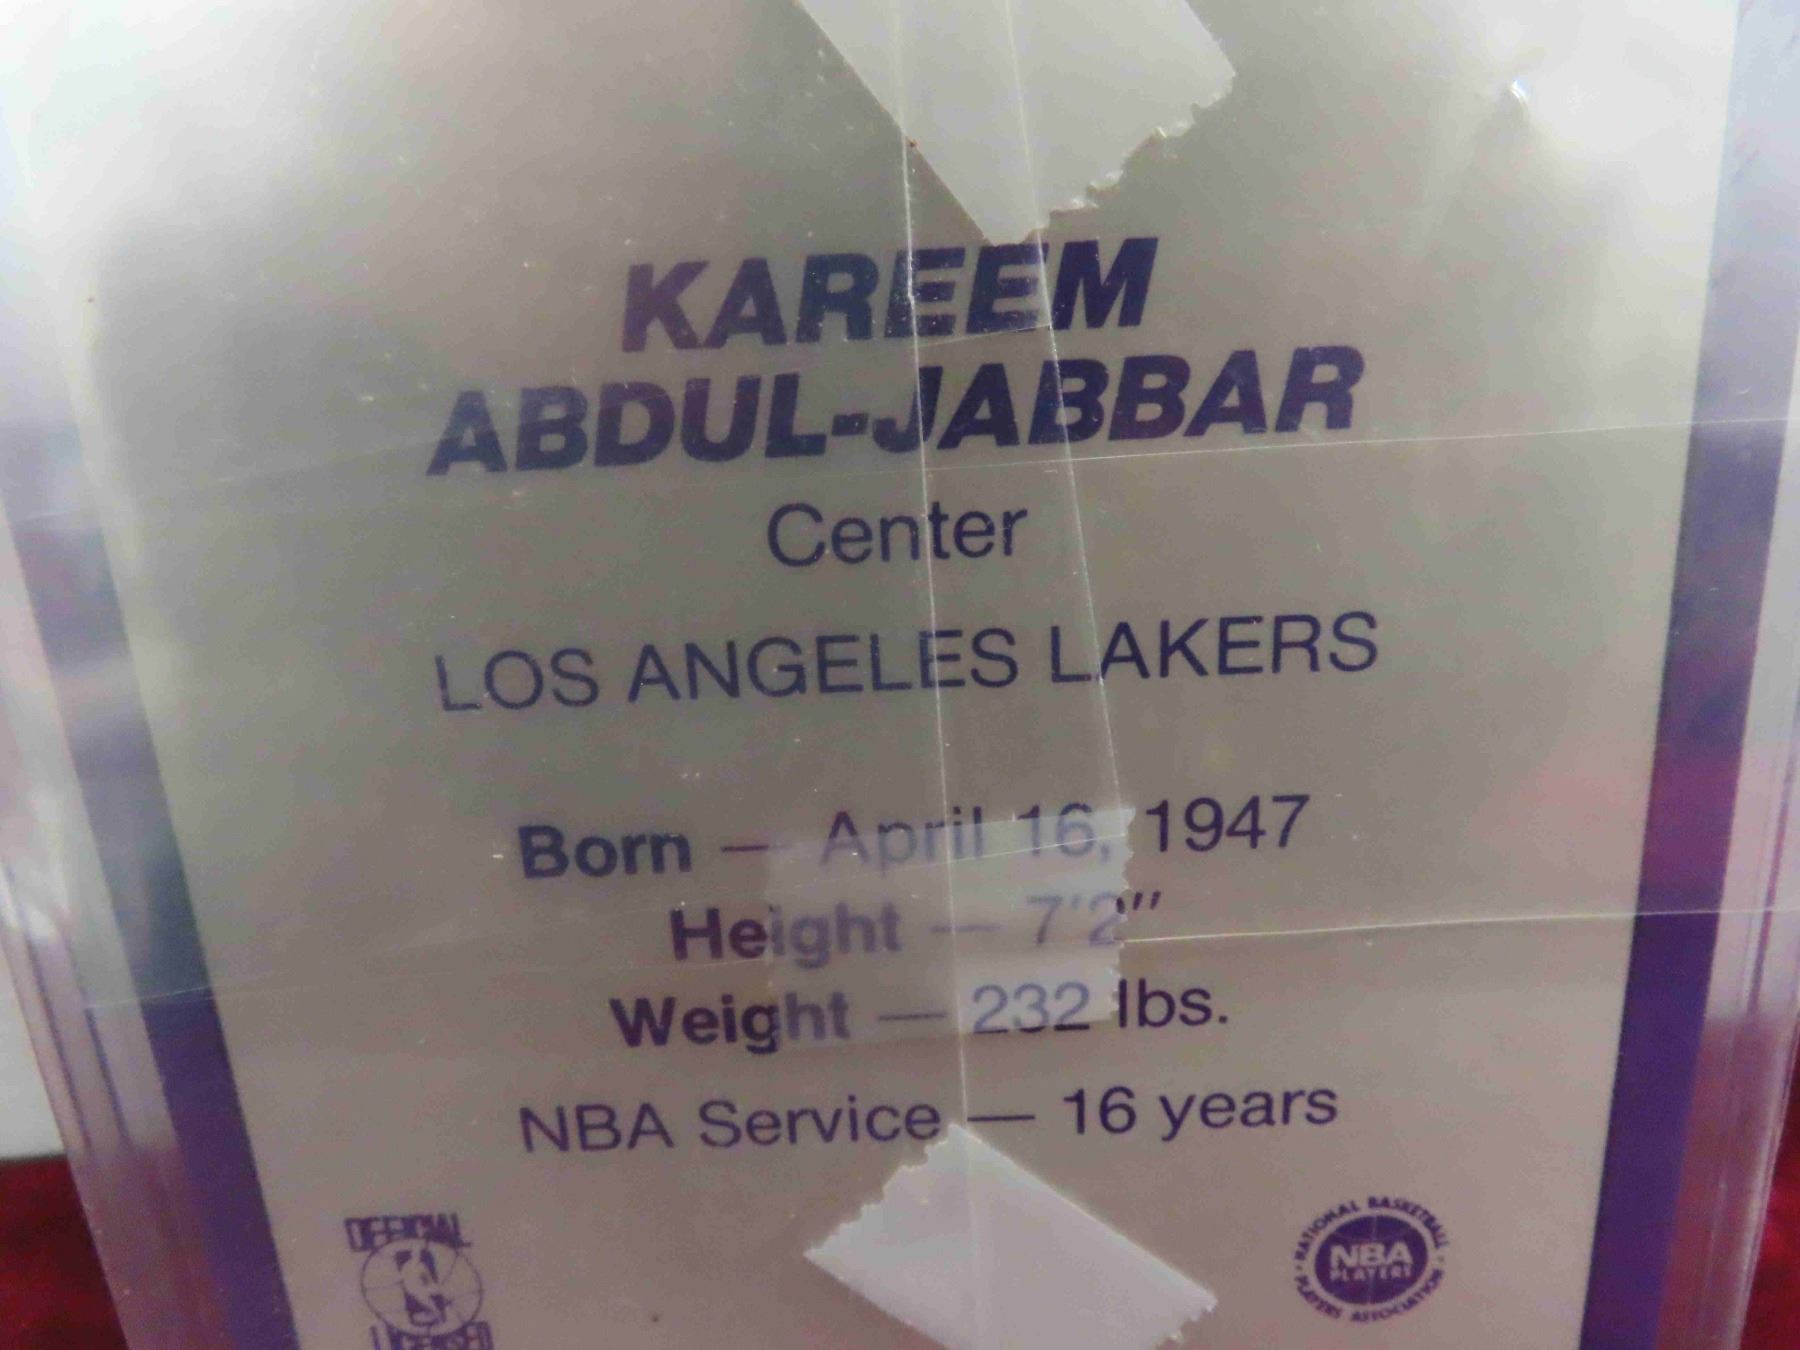 KAREEM
ABDUL-JABBAR
Center
LOS ANGELES LAKERS
Born — April 16, 1947
Height — 7'2"
Weight — 232 lbs.
NBA Service — 16 years
OFFICIAL
LICENSED
NATIONAL BASKETBALL
NBA
PLAYERS
PLAYERS ASSOCIATION